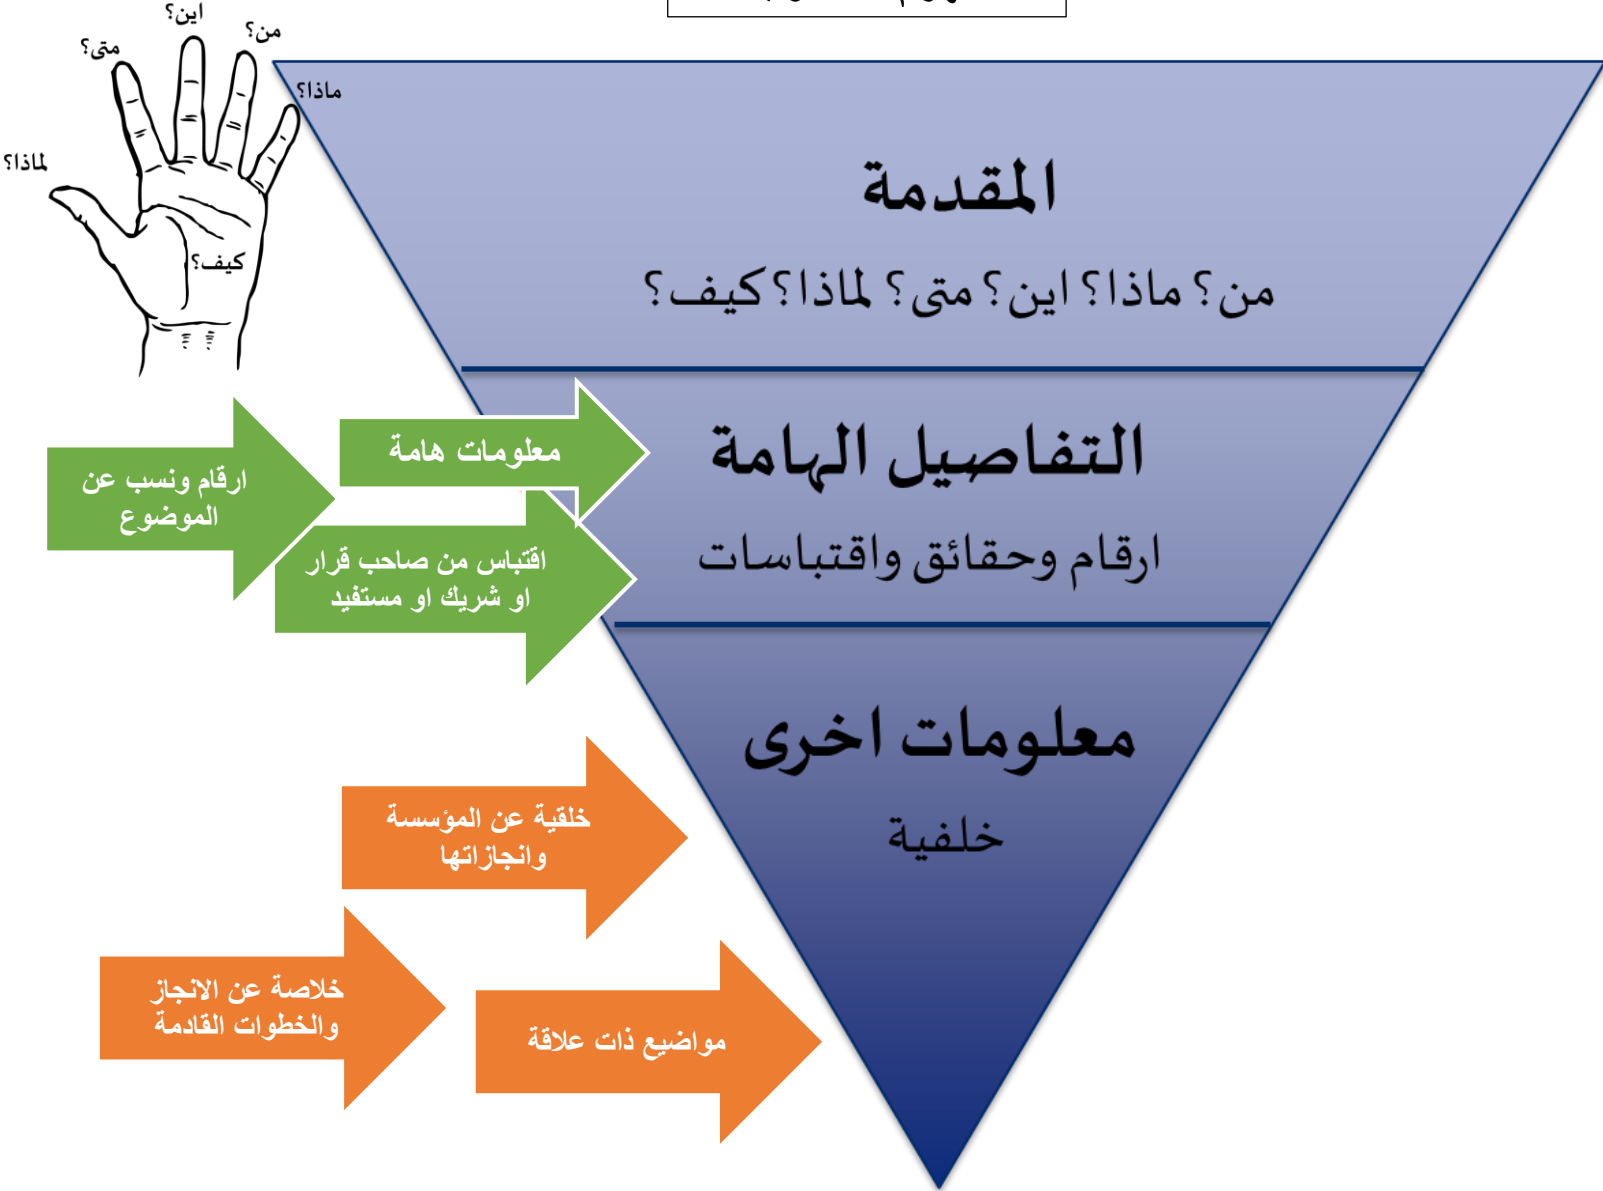 اين؟
من؟
متى؟
ماذا؟
لماذا؟
كيف؟
المقدمة
من؟ ماذا؟ اين؟ متى؟ لماذا؟ كيف؟
التفاصيل الهامة
ارقام وحقائق واقتباسات
معلومات هامة
ارقام ونسب عن
الموضوع
اقتباس من صاحب قرار
او شريك او مستفيد
معلومات اخرى
خلفية
خلقية عن المؤسسة
وانجازاتها
خلاصة عن الانجاز
والخطوات القادمة
مواضيع ذات علاقة